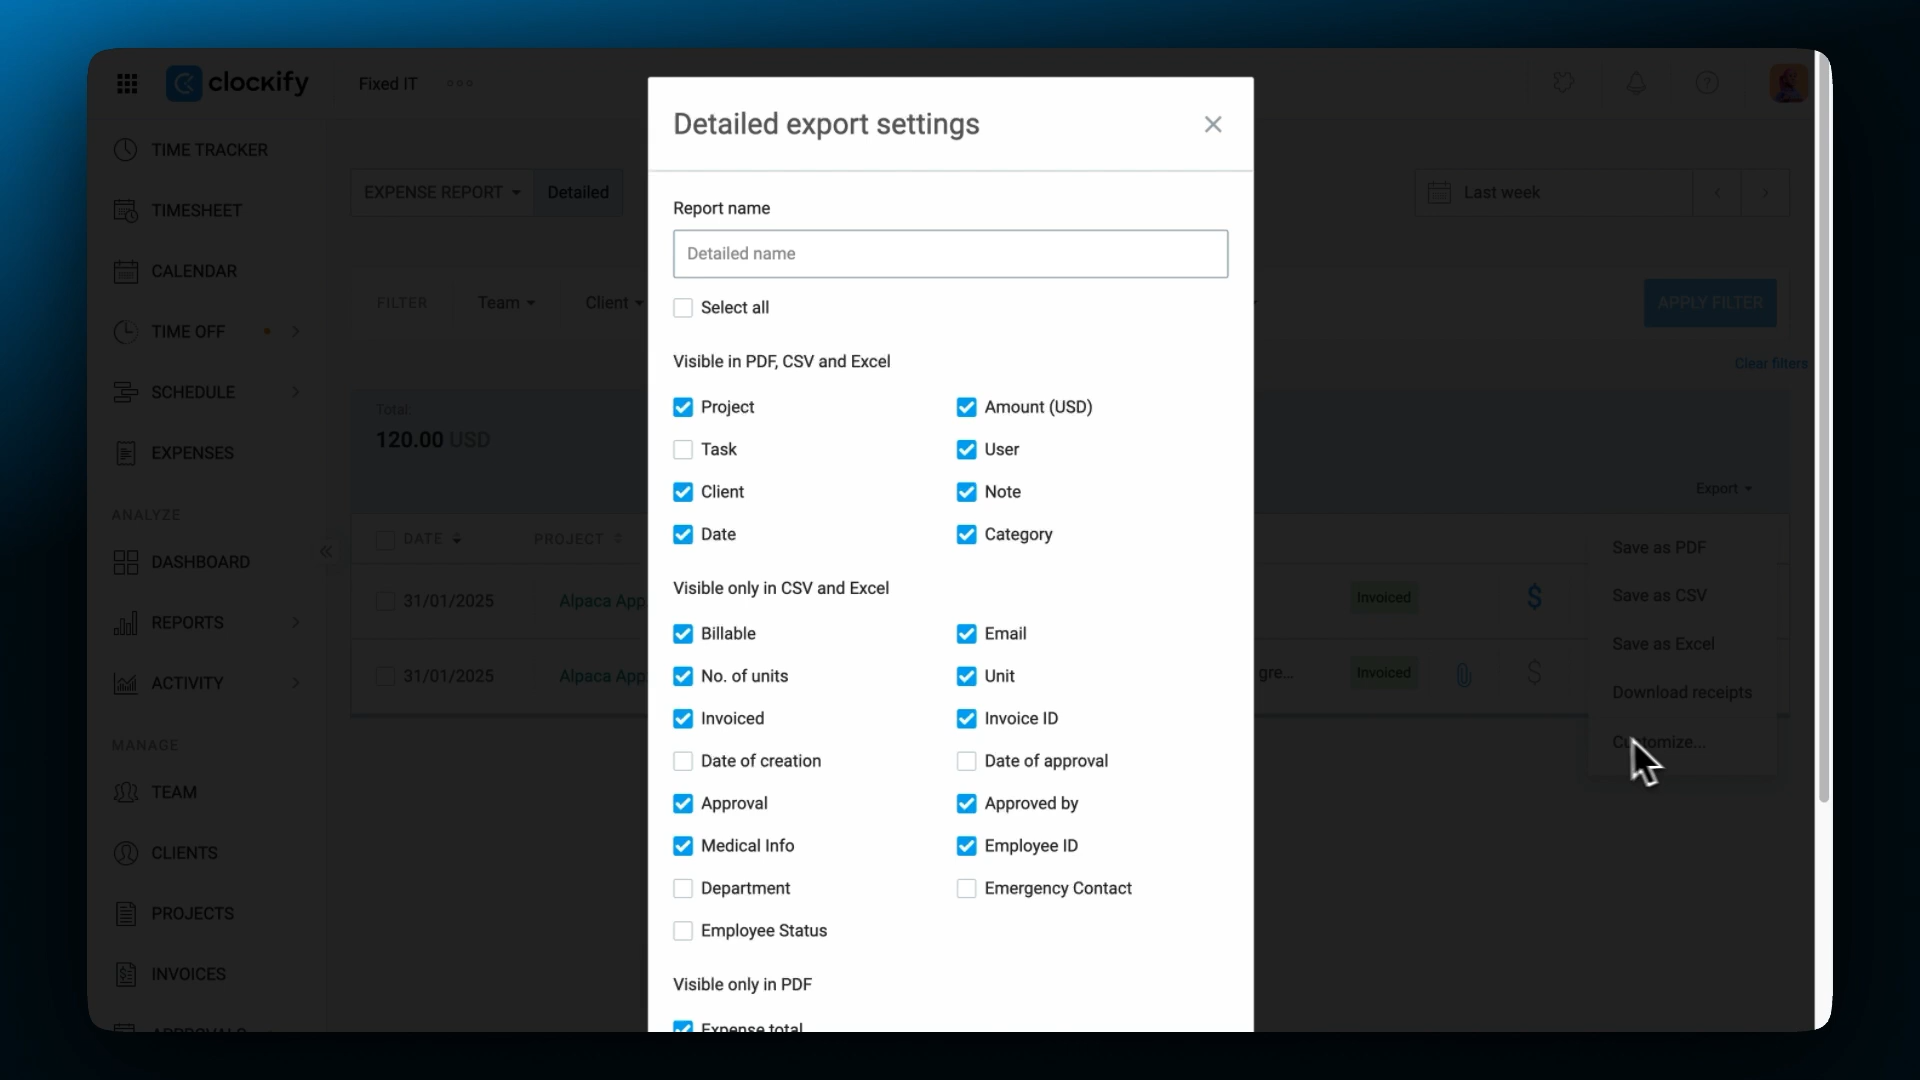 clockify
Fixed IT
TIME TRACKER
TIMESHEET
CALENDAR
TIME OFF
SCHEDULE
EXPENSES
ANALYZE
DASHBOARD
REPORTS
ACTIVITY
MANAGE
TEAM
CLIENTS
PROJECTS
INVOICES
APPROVALS
EXPENSE REPORT
Detailed
Last week
FILTER
Team
Client
APPLY FILTER
Clear filters
Total:
120.00 USD
Export
DATE
PROJECT
31/01/2025
Alpaca App
Invoiced
$
31/01/2025
Alpaca App
gre...
Invoiced
$
Save as PDF
Save as CSV
Save as Excel
Download receipts
Customize...
Detailed export settings
Report name
Detailed name
Select all
Visible in PDF, CSV and Excel
Project
Amount (USD)
Task
User
Client
Note
Date
Category
Visible only in CSV and Excel
Billable
Email
No. of units
Unit
Invoiced
Invoice ID
Date of creation
Date of approval
Approval
Approved by
Medical Info
Employee ID
Department
Emergency Contact
Employee Status
Visible only in PDF
Expense total